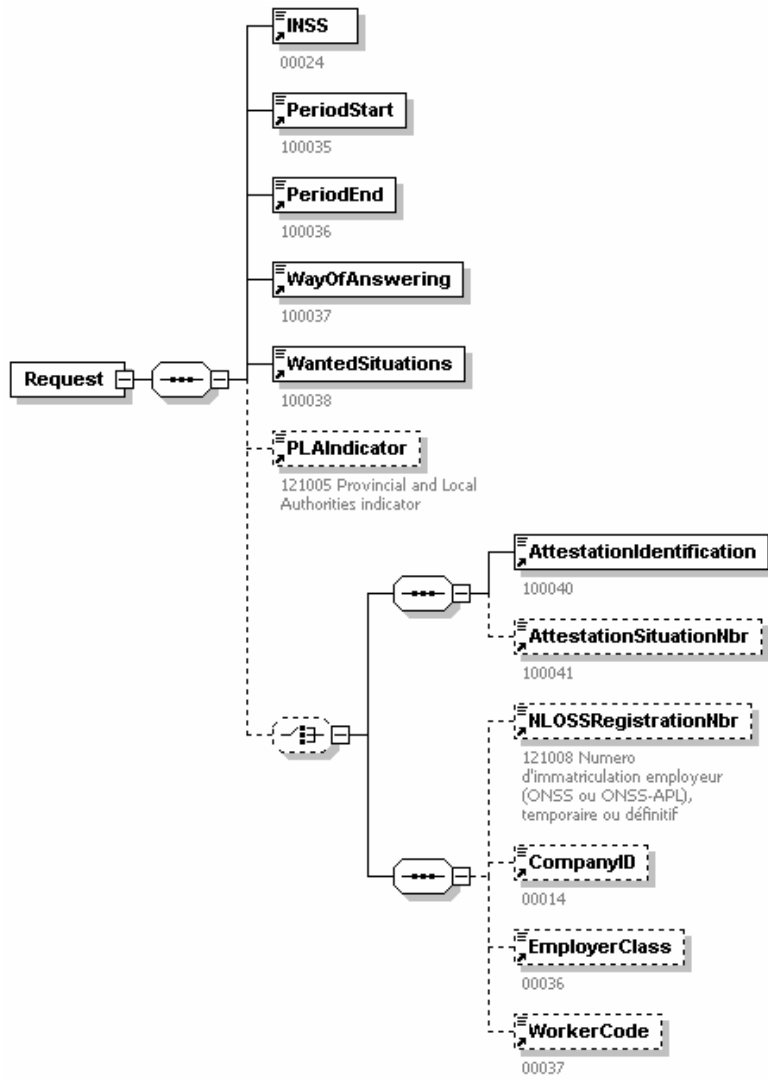 INSS
00024
PeriodStart
100035
PeriodEnd
100036
WayOfAnswering
100037
WantedSituations
100038
Request
PLAIndicator
121005 Provincial and Local
Authorities indicator
AttestationIdentification
100040
AttestationSituationNbr
100041
NLOSSRegistrationNbr
121008 Numero
d'immatriculation employeur
(ONSS ou ONSS-APL),
temporaire ou définitif
CompanyID
00014
EmployerClass
00036
WorkerCode
00037